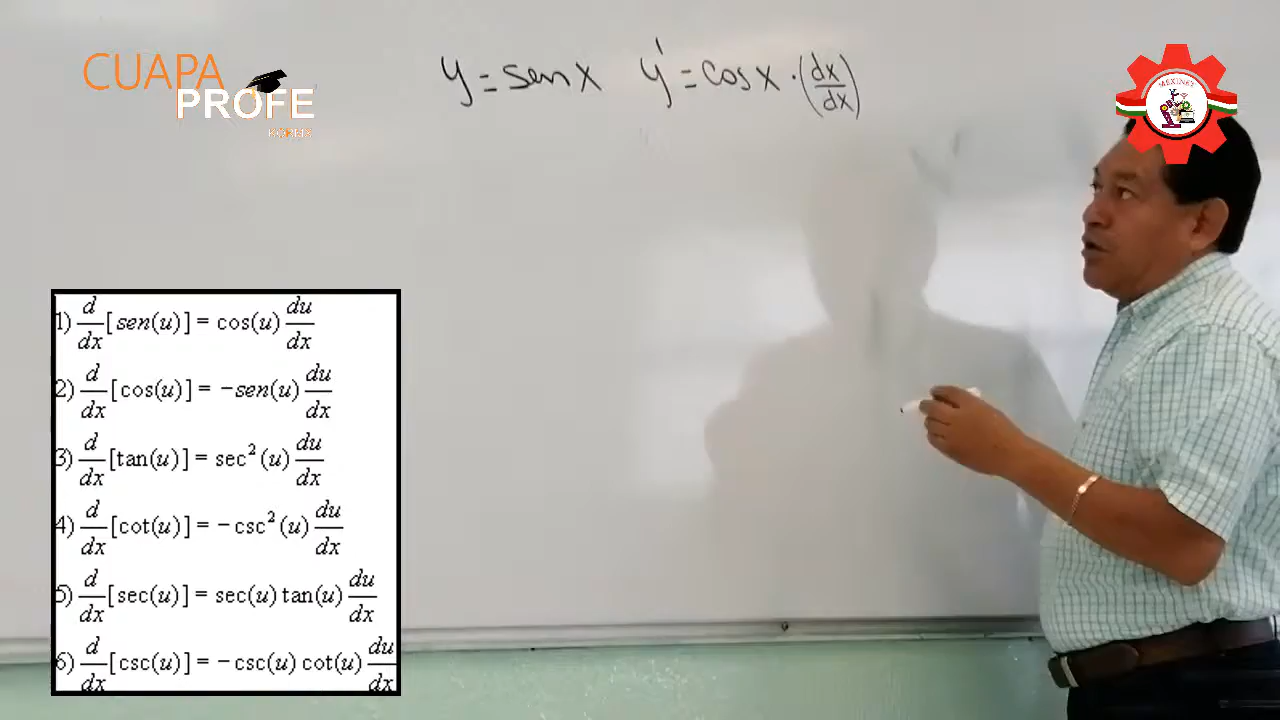 CUAPA
PROFE
y = sen x   y' = cos x · (dx/dx)
MEXINET
1) d/dx [sen(u)] = cos(u) du/dx
2) d/dx [cos(u)] = -sen(u) du/dx
3) d/dx [tan(u)] = sec²(u) du/dx
4) d/dx [cot(u)] = -csc²(u) du/dx
5) d/dx [sec(u)] = sec(u) tan(u) du/dx
6) d/dx [csc(u)] = -csc(u) cot(u) du/dx